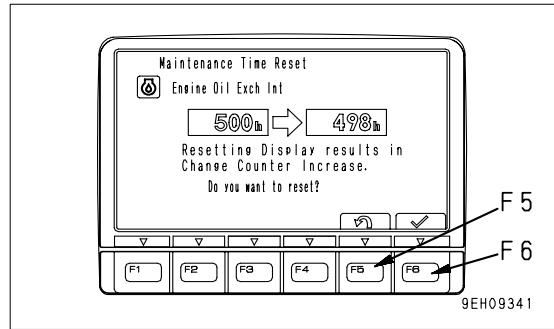 Maintenance Time Reset
Engine Oil Exch Int
500h 498h
Resetting Display results in
Change Counter Increase.
Do you want to reset?
F5
F6
F1 F2 F3 F4 F5 F6
9EH09341